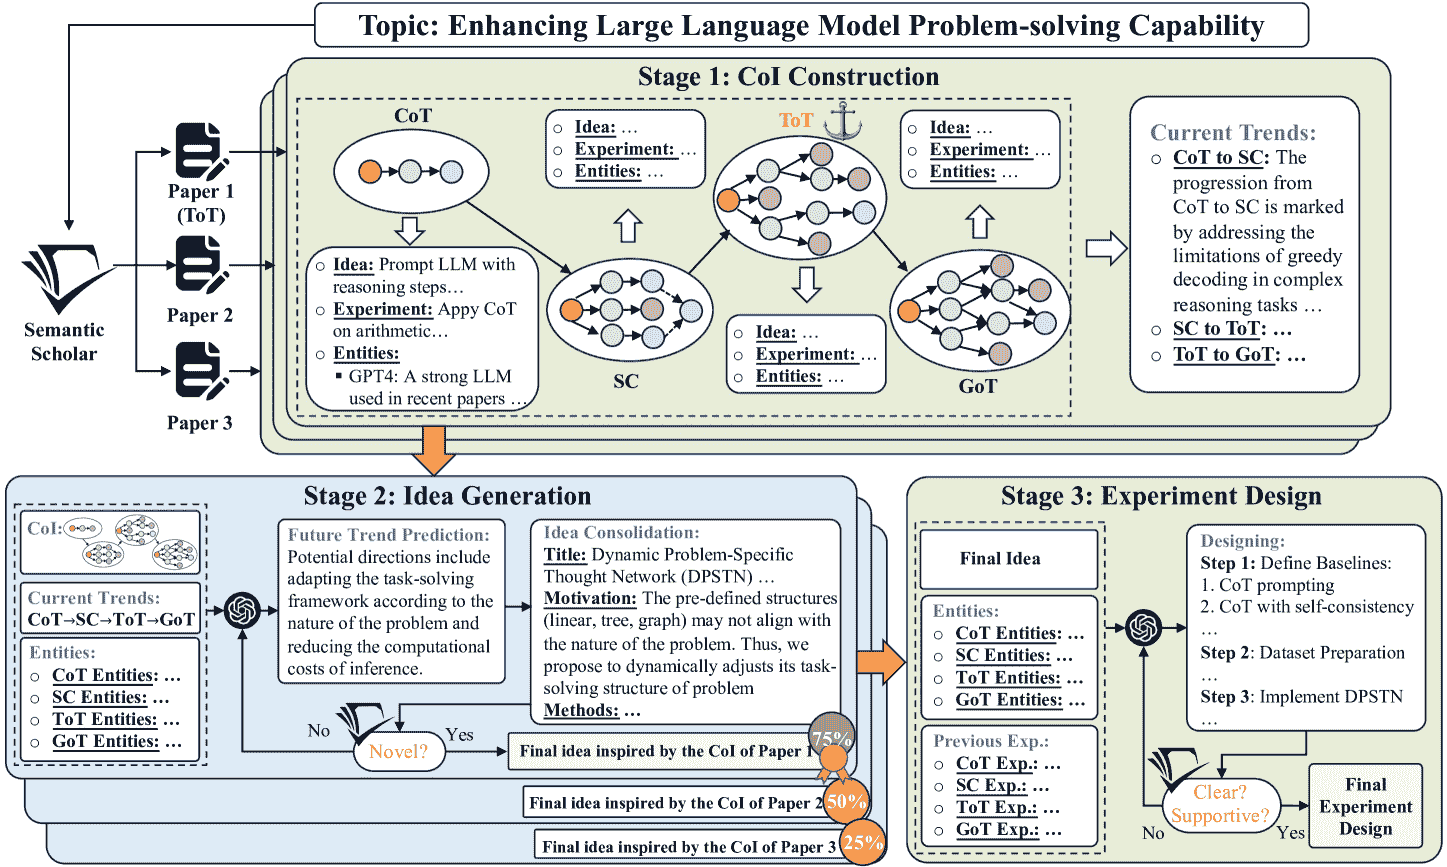 Topic: Enhancing Large Language Model Problem-solving Capability
Stage 1: CoI Construction
Semantic
Scholar
Paper 1
(ToT)
Paper 2
Paper 3
CoT
○ Idea: Prompt LLM with
reasoning steps…
○ Experiment: Appy CoT
on arithmetic…
○ Entities:
▪ GPT4: A strong LLM
used in recent papers …
○ Idea: …
○ Experiment: …
○ Entities: …
SC
ToT
○ Idea: …
○ Experiment: …
○ Entities: …
○ Idea: …
○ Experiment: …
○ Entities: …
GoT
Current Trends:
○ CoT to SC: The
progression from
CoT to SC is marked
by addressing the
limitations of greedy
decoding in complex
reasoning tasks …
○ SC to ToT: …
○ ToT to GoT: …
Stage 2: Idea Generation
CoI:
Current Trends:
CoT→SC→ToT→GoT
Entities:
○ CoT Entities: …
○ SC Entities: …
○ ToT Entities: …
○ GoT Entities: …
Future Trend Prediction:
Potential directions include
adapting the task-solving
framework according to the
nature of the problem and
reducing the computational
costs of inference.
Idea Consolidation:
Title: Dynamic Problem-Specific
Thought Network (DPSTN) …
Motivation: The pre-defined structures
(linear, tree, graph) may not align with
the nature of the problem. Thus, we
propose to dynamically adjusts its task-
solving structure of problem
Methods: …
No
Novel?
Yes
Final idea inspired by the CoI of Paper 1
75%
Final idea inspired by the CoI of Paper 2
50%
Final idea inspired by the CoI of Paper 3
25%
Stage 3: Experiment Design
Final Idea
Entities:
○ CoT Entities: …
○ SC Entities: …
○ ToT Entities: …
○ GoT Entities: …
Previous Exp.:
○ CoT Exp.: …
○ SC Exp.: …
○ ToT Exp.: …
○ GoT Exp.: …
Designing:
Step 1: Define Baselines:
1. CoT prompting
2. CoT with self-consistency
…
Step 2: Dataset Preparation
…
Step 3: Implement DPSTN
…
Clear?
Supportive?
No
Yes
Final
Experiment
Design